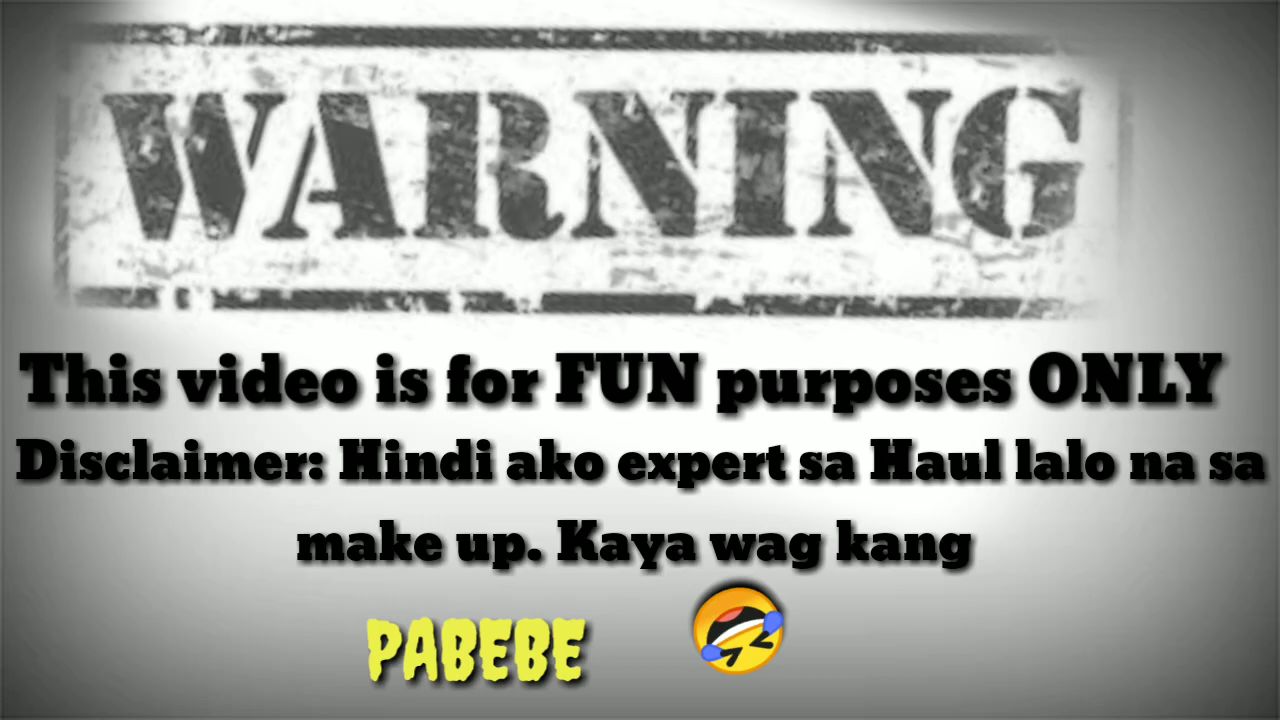 WARNING
This video is for FUN purposes ONLY
Disclaimer: Hindi ako expert sa Haul lalo na sa
make up. Kaya wag kang
PABEBE 🤣